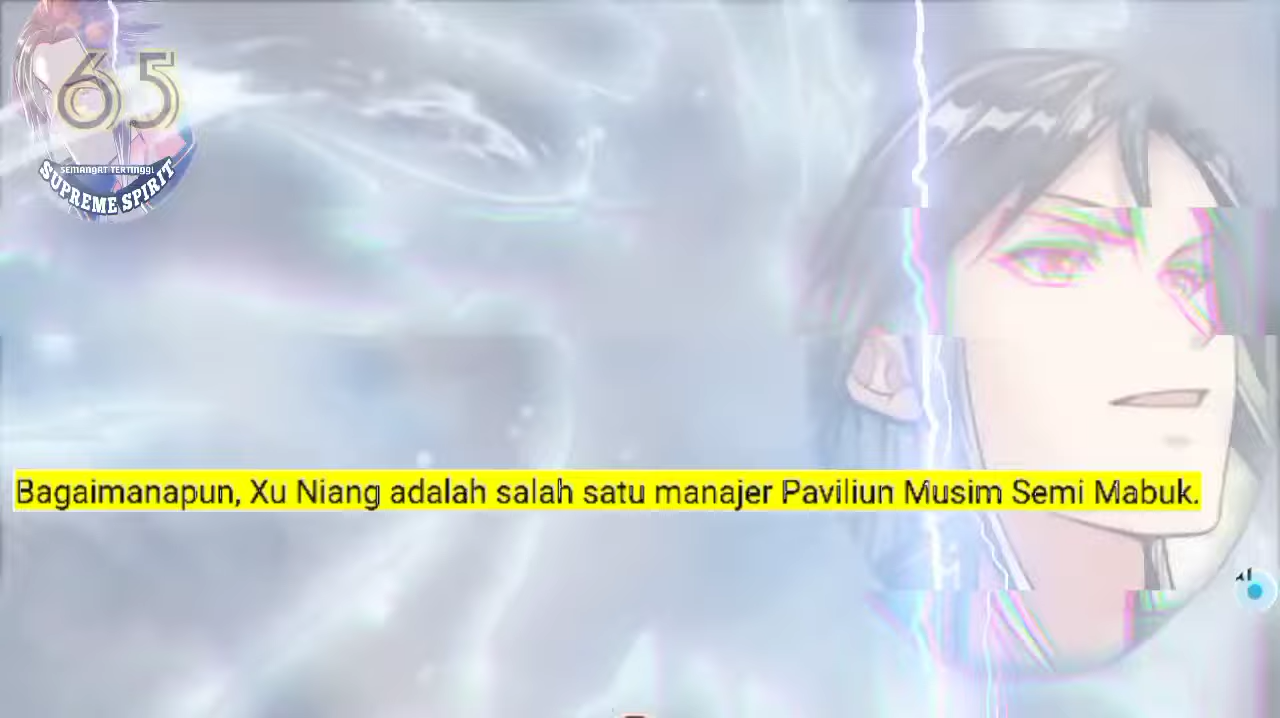 65
SEMANGAT TERTINGGI
SUPREME SPIRIT
Bagaimanapun, Xu Niang adalah salah satu manajer Paviliun Musim Semi Mabuk.